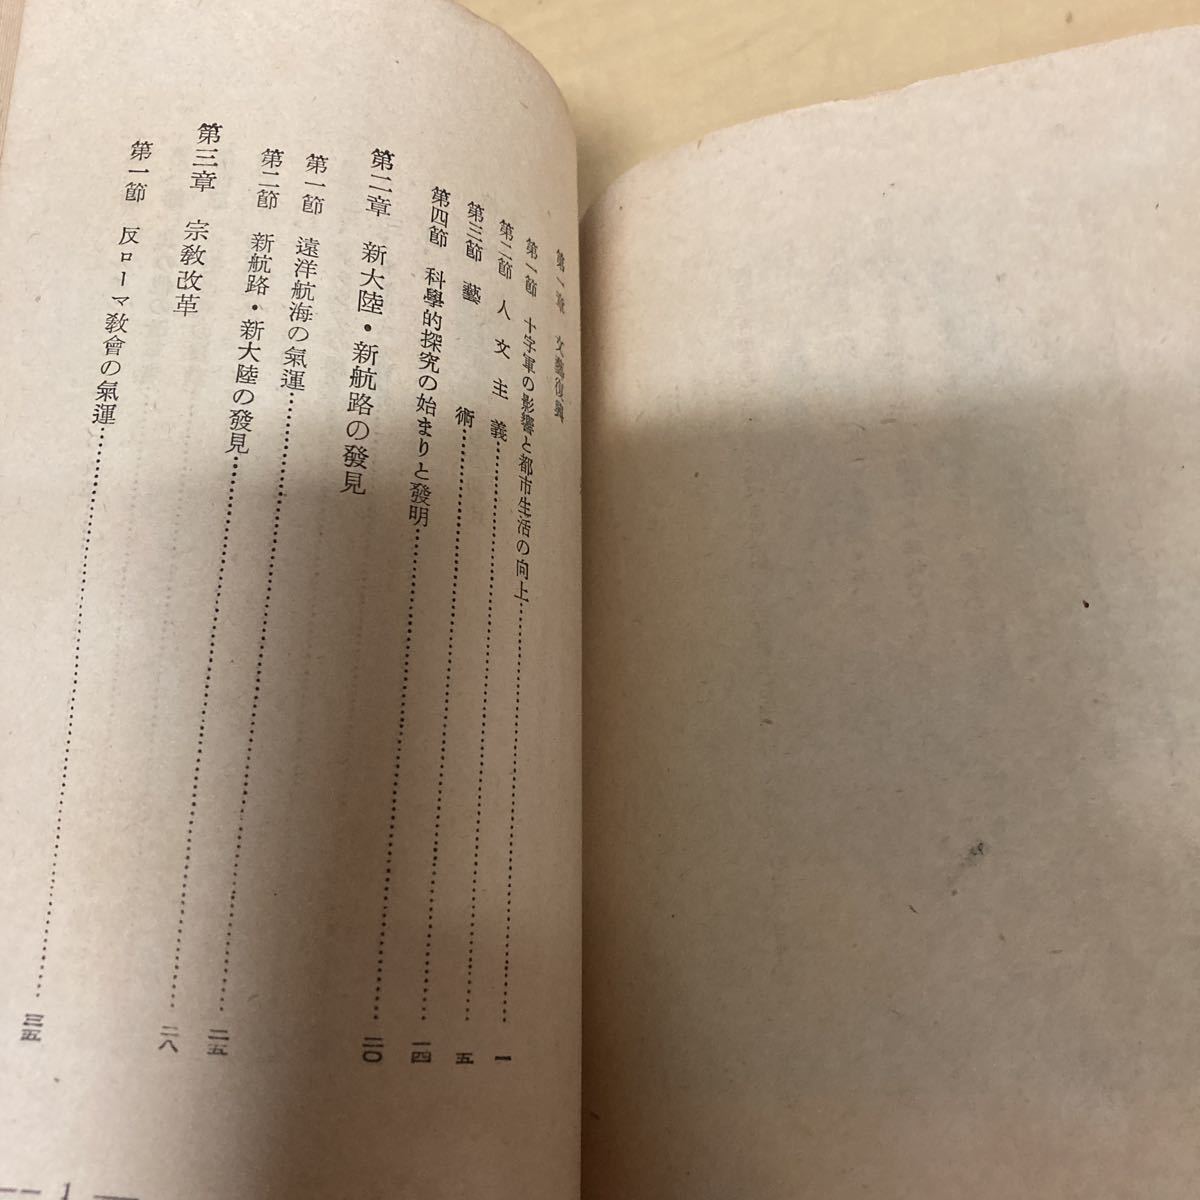 第一章　文藝復興
第一節　十字軍の影響と都市生活の向上……一
第二節　人文主義……五
第三節　藝術……一四
第四節　科學的探究の始まりと發明……二〇
第二章　新大陸・新航路の發見
第一節　遠洋航海の氣運……二五
第二節　新航路・新大陸の發見……二八
第三章　宗教改革
第一節　反ローマ教會の氣運……三五
— 1 —